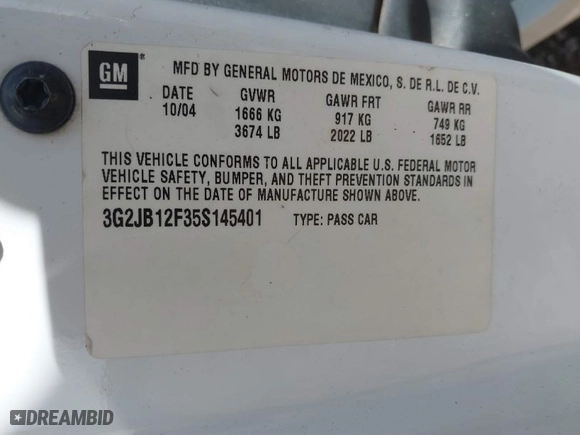 GM ®
MFD BY GENERAL MOTORS DE MEXICO, S. DE R.L. DE C.V.
DATE GVWR GAWR FRT GAWR RR
10/04 1666 KG 917 KG 749 KG
3674 LB 2022 LB 1652 LB
THIS VEHICLE CONFORMS TO ALL APPLICABLE U.S. FEDERAL MOTOR
VEHICLE SAFETY, BUMPER, AND THEFT PREVENTION STANDARDS IN
EFFECT ON THE DATE OF MANUFACTURE SHOWN ABOVE.
3G2JB12F35S145401 TYPE: PASS CAR
DREAMBID